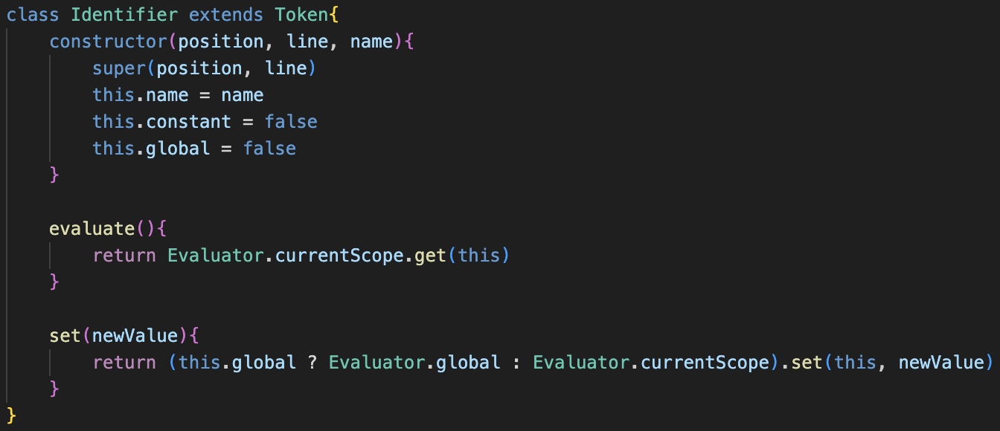 class Identifier extends Token{
    constructor(position, line, name){
        super(position, line)
        this.name = name
        this.constant = false
        this.global = false
    }

    evaluate(){
        return Evaluator.currentScope.get(this)
    }

    set(newValue){
        return (this.global ? Evaluator.global : Evaluator.currentScope).set(this, newValue)
    }
}